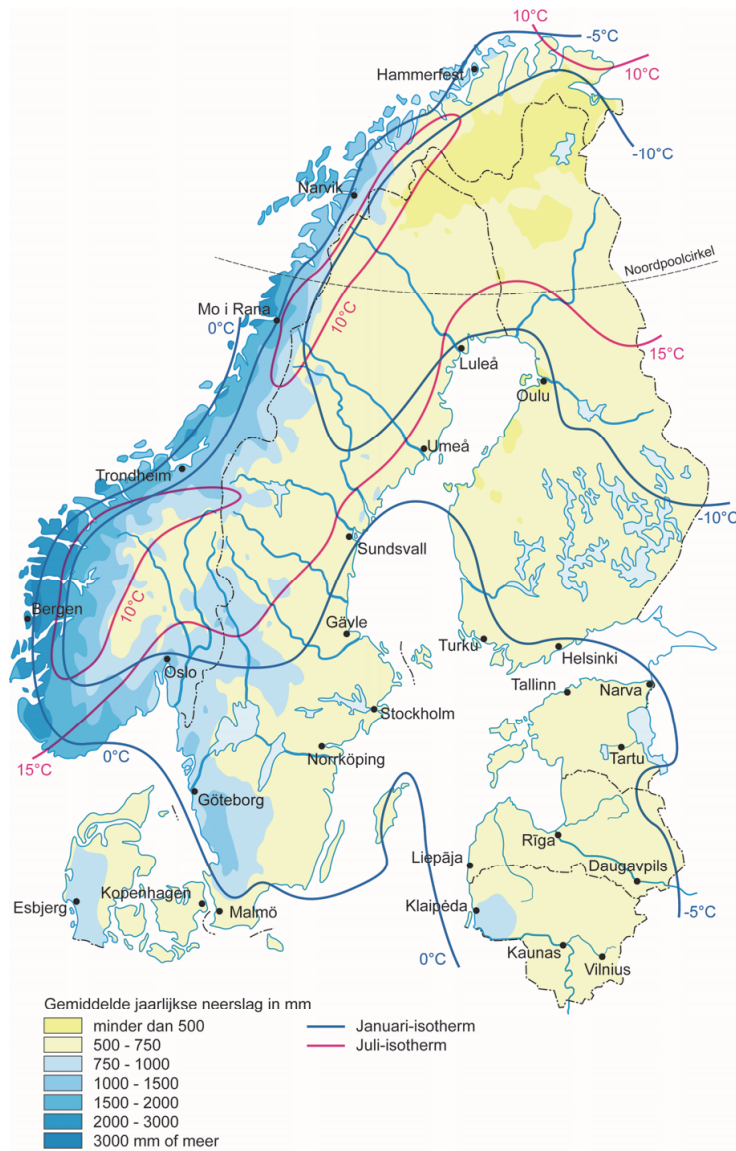 10°C
-5°C
10°C
Hammerfest
-10°C
Narvik
Noordpoolcirkel
Mo i Rana
0°C
10°C
15°C
Luleå
Oulu
Umeå
Trondheim
-10°C
Sundsvall
10°C
Bergen
Gävle
Turku
Helsinki
Oslo
Tallinn
Narva
Stockholm
15°C
0°C
Norrköping
Tartu
Göteborg
Rīga
Liepāja
Daugavpils
Esbjerg
Kopenhagen
Malmö
Klaipėda
-5°C
0°C
Kaunas
Vilnius
Gemiddelde jaarlijkse neerslag in mm
minder dan 500
500 - 750
750 - 1000
1000 - 1500
1500 - 2000
2000 - 3000
3000 mm of meer
Januari-isotherm
Juli-isotherm